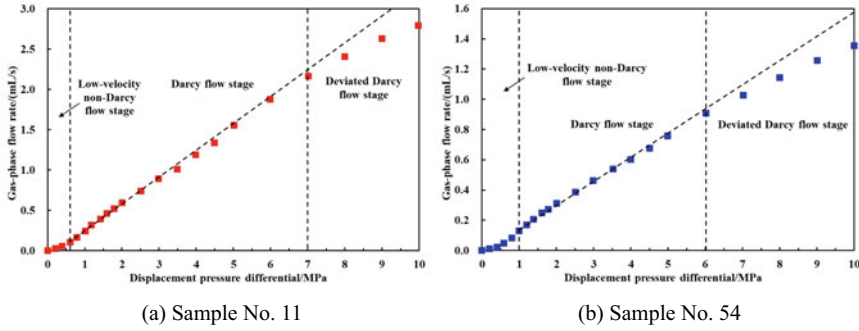 3.0
2.5
2.0
1.5
1.0
0.5
0.0
Gas-phase flow rate/(mL/s)
Low-velocity
non-Darcy
flow stage
Darcy flow stage
Deviated Darcy
flow stage
0 1 2 3 4 5 6 7 8 9 10
Displacement pressure differential/MPa
(a) Sample No. 11
1.6
1.4
1.2
1.0
0.8
0.6
0.4
0.2
0.0
Gas-phase flow rate/(mL/s)
Low-velocity non-Darcy
flow stage
Darcy flow stage
Deviated Darcy flow stage
0 1 2 3 4 5 6 7 8 9 10
Displacement pressure differential/MPa
(b) Sample No. 54